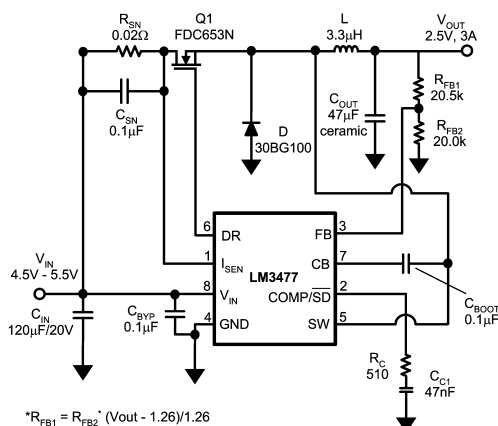 R_SN
0.02Ω
Q1
FDC653N
L
3.3μH
V_OUT
2.5V, 3A
C_SN
0.1μF
C_OUT
47μF
ceramic
R_FB1
20.5k
R_FB2
20.0k
D
30BG100
6 DR
1 I_SEN
8 V_IN
4 GND
LM3477
FB 3
CB 7
COMP/S̅D̅ 2
SW 5
V_IN
4.5V - 5.5V
C_IN
120μF/20V
C_BYP
0.1μF
C_BOOT
0.1μF
R_C
510
C_C1
47nF
*R_FB1 = R_FB2* (Vout - 1.26)/1.26